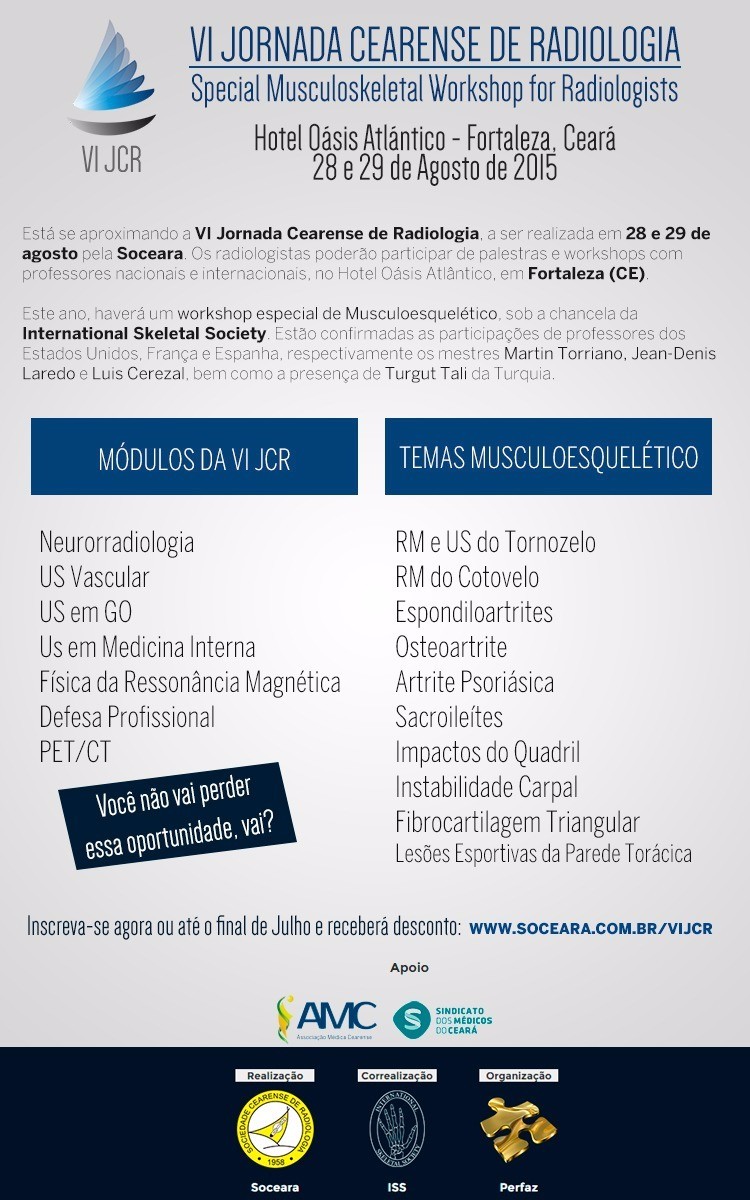 VI JORNADA CEARENSE DE RADIOLOGIA
Special Musculoskeletal Workshop for Radiologists
VI JCR
Hotel Oásis Atlântico - Fortaleza, Ceará
28 e 29 de Agosto de 2015
Está se aproximando a VI Jornada Cearense de Radiologia, a ser realizada em 28 e 29 de
agosto pela Soceara. Os radiologistas poderão participar de palestras e workshops com
professores nacionais e internacionais, no Hotel Oásis Atlântico, em Fortaleza (CE).
Este ano, haverá um workshop especial de Musculoesquelético, sob a chancela da
International Skeletal Society. Estão confirmadas as participações de professores dos
Estados Unidos, França e Espanha, respectivamente os mestres Martin Torriano, Jean-Denis
Laredo e Luis Cerezal, bem como a presença de Turgut Tali da Turquia.
MÓDULOS DA VI JCR
Neurorradiologia
US Vascular
US em GO
Us em Medicina Interna
Física da Ressonância Magnética
Defesa Profissional
PET/CT
Você não vai perder
essa oportunidade, vai?
TEMAS MUSCULOESQUELÉTICO
RM e US do Tornozelo
RM do Cotovelo
Espondiloartrites
Osteoartrite
Artrite Psoriásica
Sacroileítes
Impactos do Quadril
Instabilidade Carpal
Fibrocartilagem Triangular
Lesões Esportivas da Parede Torácica
Inscreva-se agora ou até o final de Julho e receberá desconto: WWW.SOCEARA.COM.BR/VIJCR
Apoio
AMC
Associação Médica Cearense
S
SINDICATO
DOS MÉDICOS
DO CEARÁ
Realização
SOCIEDADE CEARENSE DE RADIOLOGIA
1958
Soceara
Correalização
INTERNATIONAL
SKELETAL SOCIETY
ISS
Organização
Perfaz